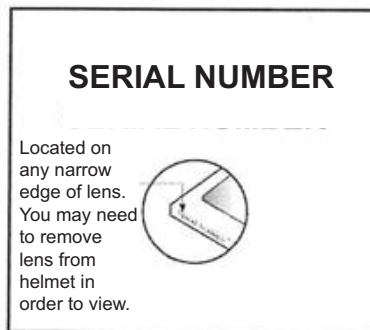 SERIAL NUMBER
Located on
any narrow
edge of lens.
You may need
to remove
lens from
helmet in
order to view.